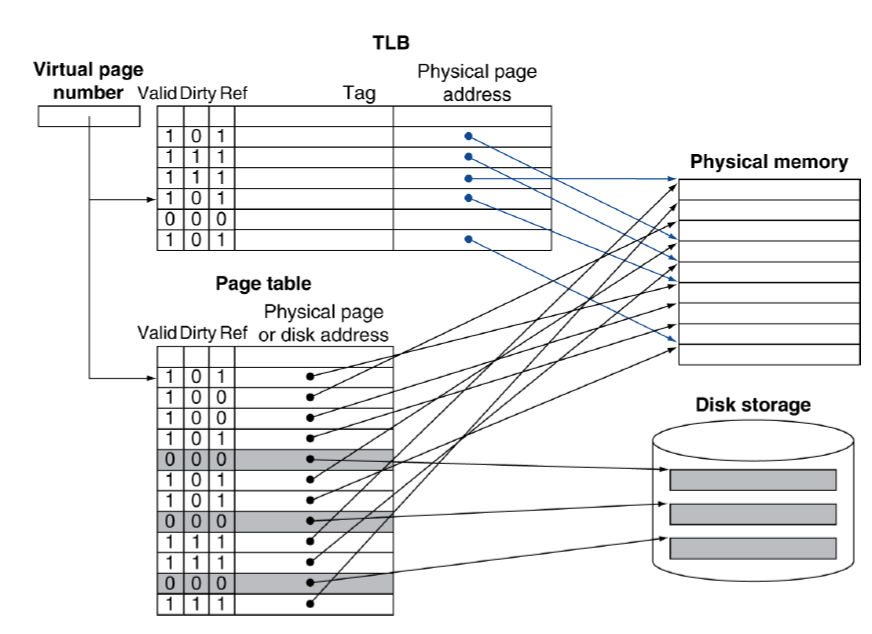 TLB
Virtual page
number
Valid Dirty Ref Tag Physical page
address
1 0 1
1 1 1
1 1 1
1 0 1
0 0 0
1 0 1
Physical memory
Page table
Physical page
Valid Dirty Ref or disk address
1 0 1
1 0 0
1 0 0
1 0 1
0 0 0
1 0 1
1 0 1
0 0 0
1 1 1
1 1 1
0 0 0
1 1 1
Disk storage